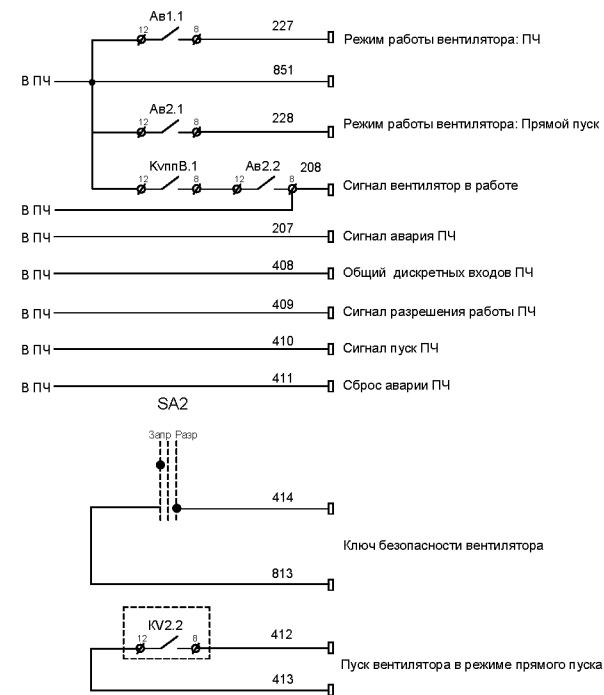 Ав1.1
12 8 227
Режим работы вентилятора: ПЧ
В ПЧ 851
Ав2.1
12 8 228
Режим работы вентилятора: Прямой пуск
КvппВ.1 Ав2.2
12 8 12 8 208
Сигнал вентилятор в работе
В ПЧ
В ПЧ 207 Сигнал авария ПЧ
В ПЧ 408 Общий дискретных входов ПЧ
В ПЧ 409 Сигнал разрешения работы ПЧ
В ПЧ 410 Сигнал пуск ПЧ
В ПЧ 411 Сброс аварии ПЧ
SA2
Запр Разр
414
Ключ безопасности вентилятора
813
KV2.2
12 8 412
Пуск вентилятора в режиме прямого пуска
413